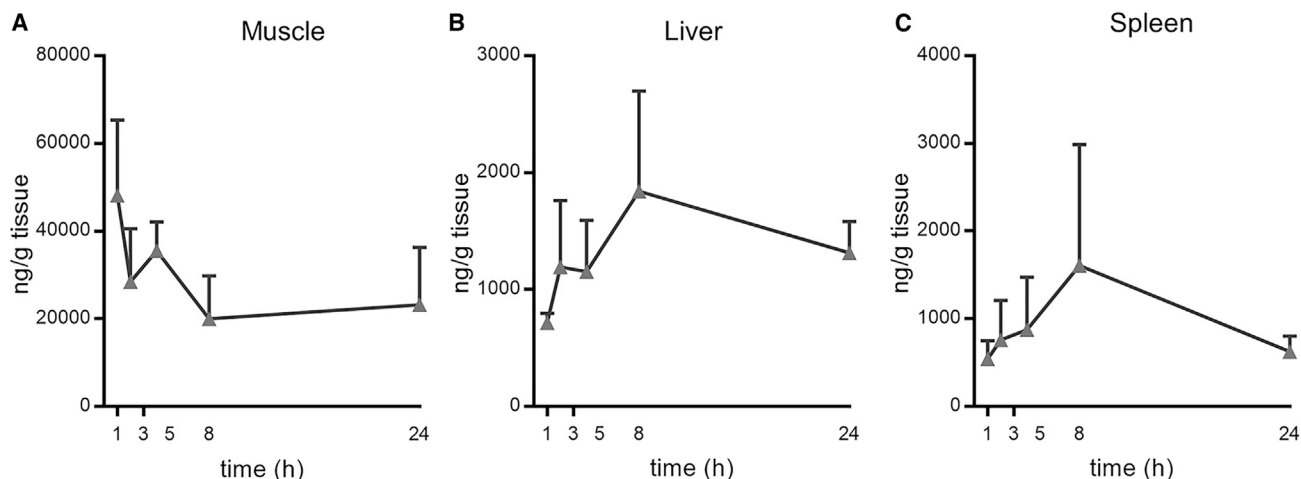 A Muscle
80000
60000
40000
20000
0
ng/g tissue
1 3 5 8 24
time (h)
B Liver
3000
2000
1000
0
ng/g tissue
1 3 5 8 24
time (h)
C Spleen
4000
3000
2000
1000
0
ng/g tissue
1 3 5 8 24
time (h)